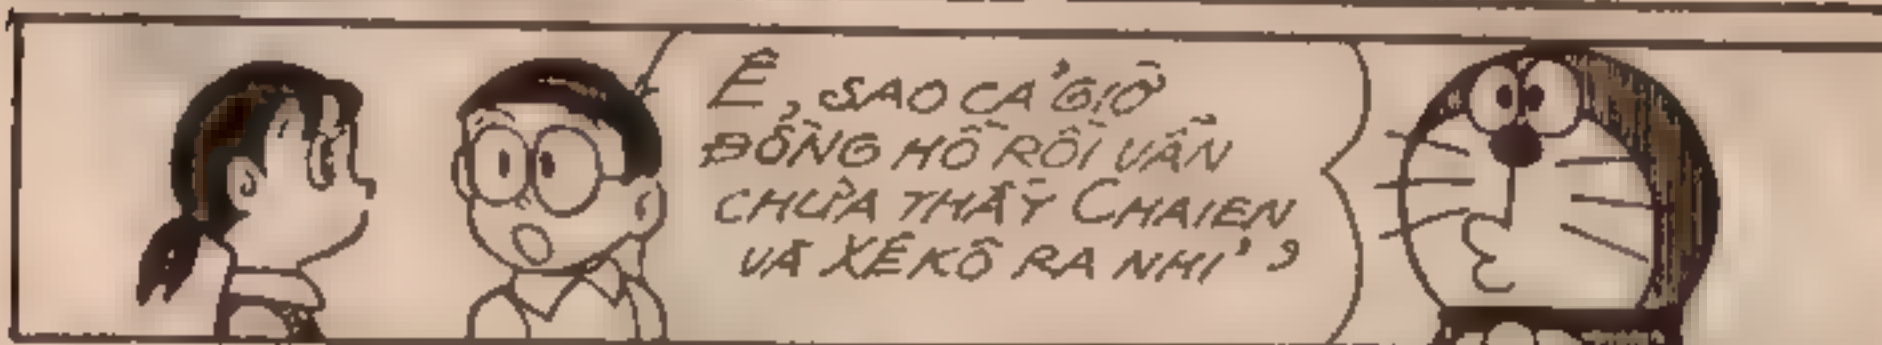 Ê, SAO CẢ GIỜ
ĐỒNG HỒ RỒI VẪN
CHƯA THẤY CHAIEN
VÀ XÊKÔ RA NHỈ?